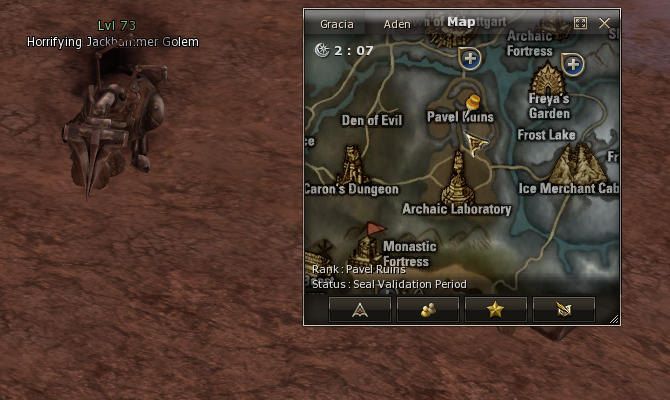 Lvl 73
Horrifying Jackhammer Golem
Gracia
Aden
Map
2 : 07
Archaic
Fortress
Freya's
Garden
Den of Evil
Pavel Ruins
Frost Lake
Caron's Dungeon
Ice Merchant Cab
Archaic Laboratory
Monastic
Fortress
Rank : Pavel Ruins
Status : Seal Validation Period